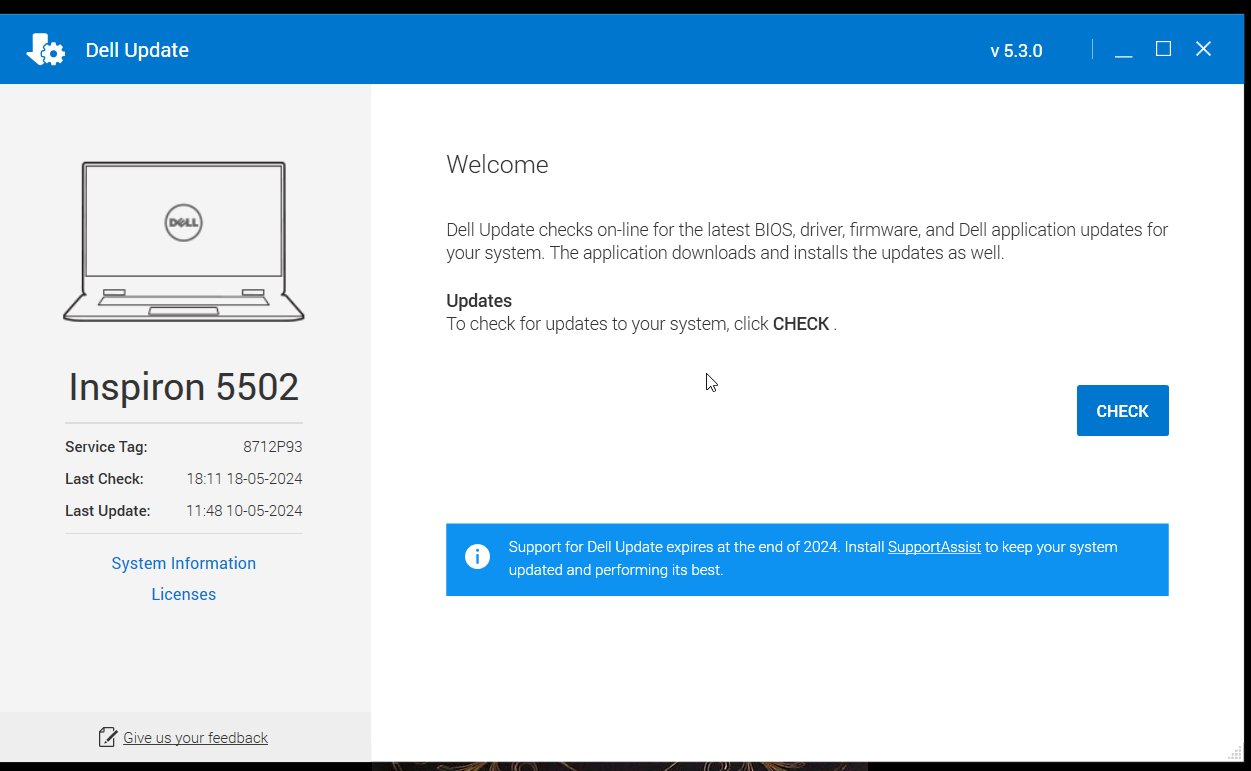 Dell Update
v 5.3.0
DELL
Inspiron 5502
Service Tag: 8712P93
Last Check: 18:11 18-05-2024
Last Update: 11:48 10-05-2024
System Information
Licenses
Give us your feedback
Welcome
Dell Update checks on-line for the latest BIOS, driver, firmware, and Dell application updates for
your system. The application downloads and installs the updates as well.
Updates
To check for updates to your system, click CHECK .
CHECK
Support for Dell Update expires at the end of 2024. Install SupportAssist to keep your system
updated and performing its best.